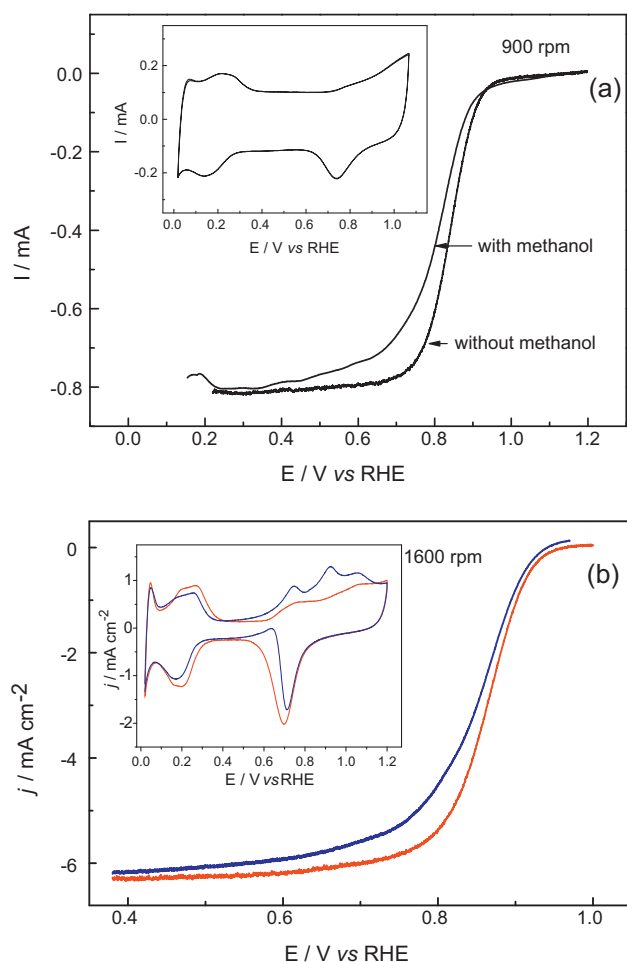 900 rpm
(a)
0.0
-0.2
-0.4
-0.6
-0.8
I / mA
0.2
0.0
-0.2
I / mA
0.0 0.2 0.4 0.6 0.8 1.0
E / V vs RHE
with methanol
without methanol
0.0 0.2 0.4 0.6 0.8 1.0 1.2
E / V vs RHE
1600 rpm
(b)
0
-2
-4
-6
j / mA cm-2
1
0
-1
-2
j / mA cm-2
0.0 0.2 0.4 0.6 0.8 1.0 1.2
E / V vsRHE
0.4 0.6 0.8 1.0
E / V vs RHE